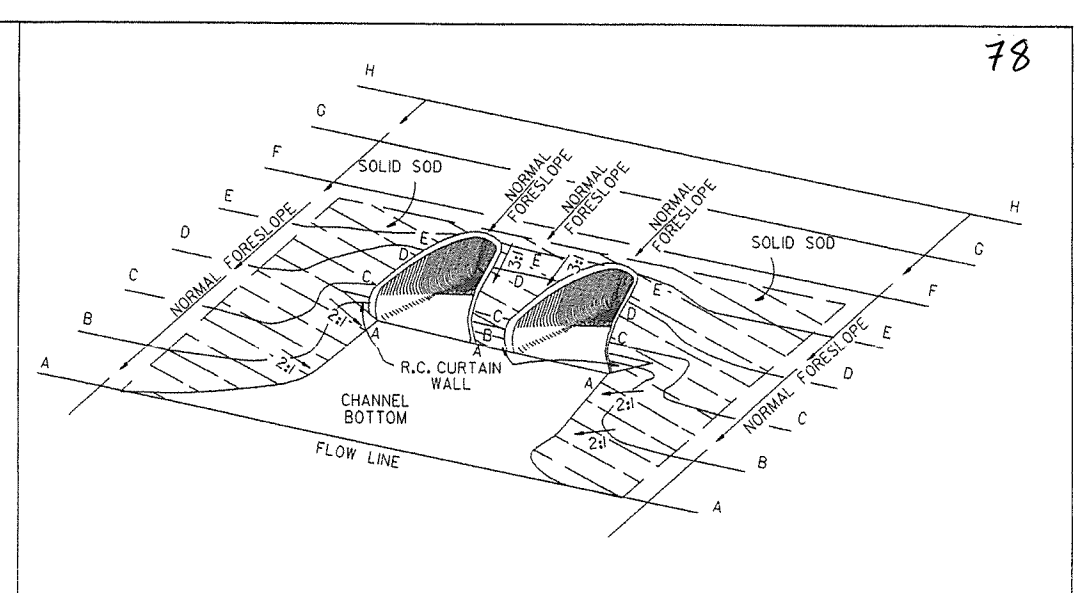 78
H
G
F
SOLID SOD
E
NORMAL
FORESLOPE
NORMAL
FORESLOPE
NORMAL
FORESLOPE
H
D
NORMAL FORESLOPE
E
SOLID SOD
G
C
D
3:1
E
3:1
D
E
F
B
C
2:1
C
D
E
A
2:1
A
B
A
C
D
R.C. CURTAIN
WALL
A
NORMAL FORESLOPE
CHANNEL
BOTTOM
2:1
2:1
C
B
FLOW LINE
A